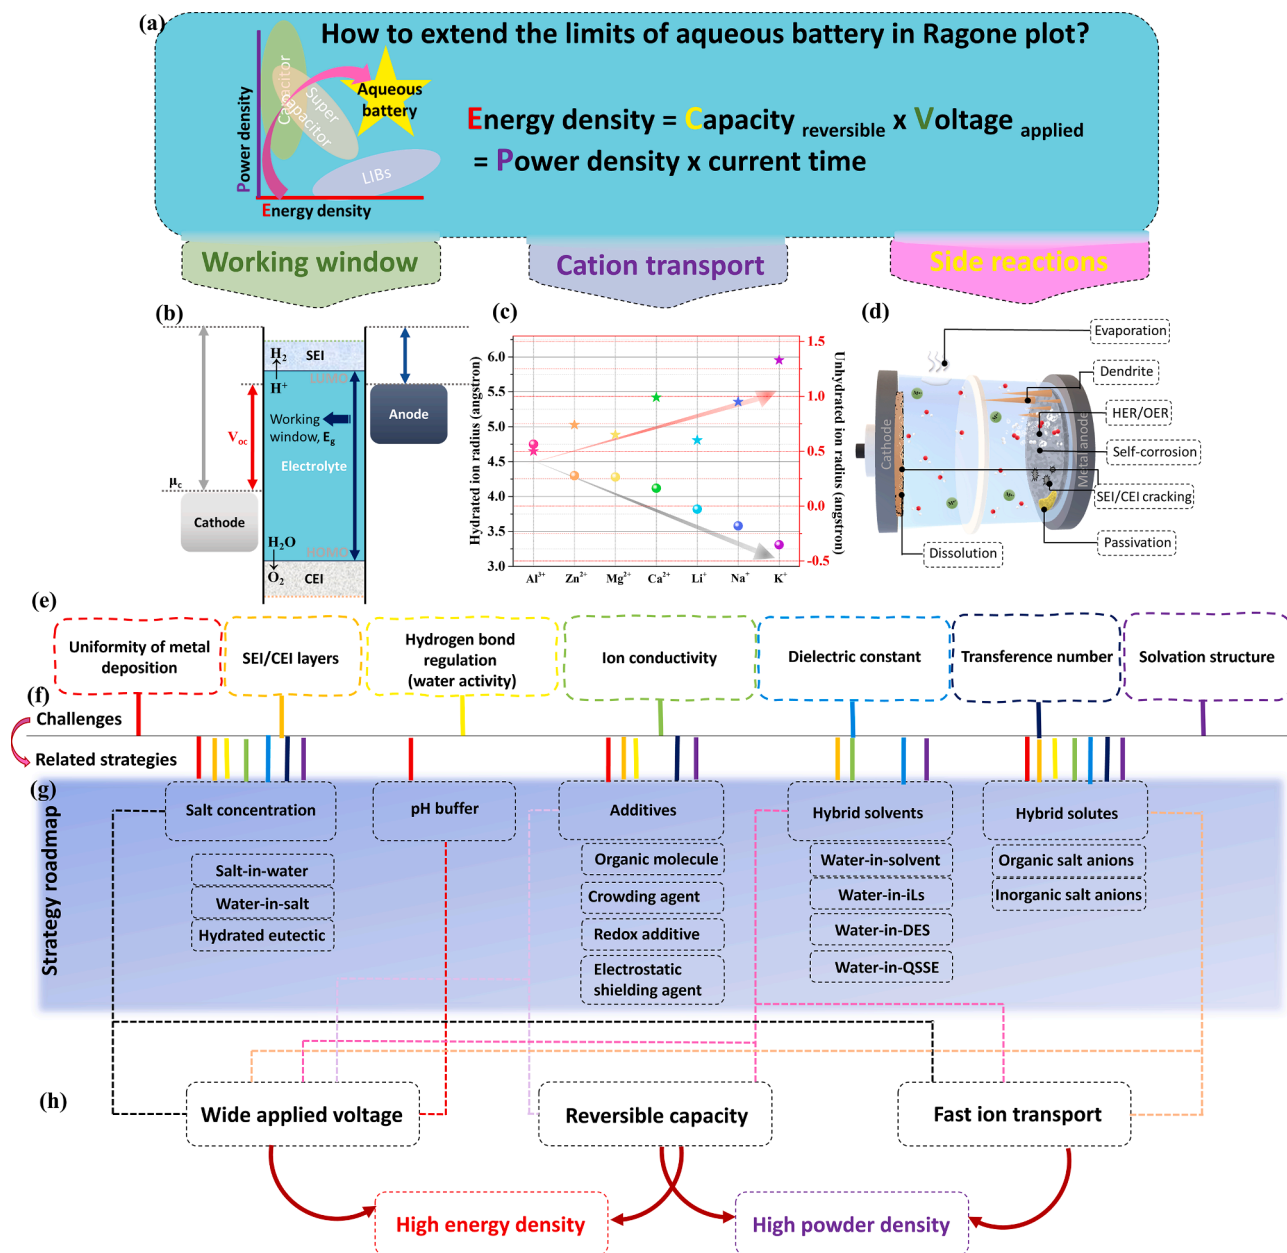 (a)
How to extend the limits of aqueous battery in Ragone plot?
Power density
Capacitor
Super
Capacitor
Aqueous
battery
LIBs
Energy density
Energy density = Capacity reversible x Voltage applied
= Power density x current time
Working window
Cation transport
Side reactions
(b)
H2
SEI
LUMO
H+
Working
window, Eg
Voc
Electrolyte
Anode
μc
Cathode
H2O
HOMO
O2
CEI
(c)
Hydrated ion radius (angstron)
6.0
5.5
5.0
4.5
4.0
3.5
3.0
Al3+
Zn2+
Mg2+
Ca2+
Li+
Na+
K+
1.5
1.0
0.5
0.0
-0.5
Unhydrated ion radius (angstron)
(d)
Evaporation
Dendrite
HER/OER
Self-corrosion
SEI/CEI cracking
Passivation
Dissolution
Cathode
Metal anode
(e)
Uniformity of metal
deposition
SEI/CEI layers
Hydrogen bond
regulation
(water activity)
Ion conductivity
Dielectric constant
Transference number
Solvation structure
(f)
Challenges
Related strategies
(g)
Strategy roadmap
Salt concentration
pH buffer
Additives
Hybrid solvents
Hybrid solutes
Salt-in-water
Water-in-salt
Hydrated eutectic
Organic molecule
Crowding agent
Redox additive
Electrostatic
shielding agent
Water-in-solvent
Water-in-iLs
Water-in-DES
Water-in-QSSE
Organic salt anions
Inorganic salt anions
(h)
Wide applied voltage
Reversible capacity
Fast ion transport
High energy density
High powder density